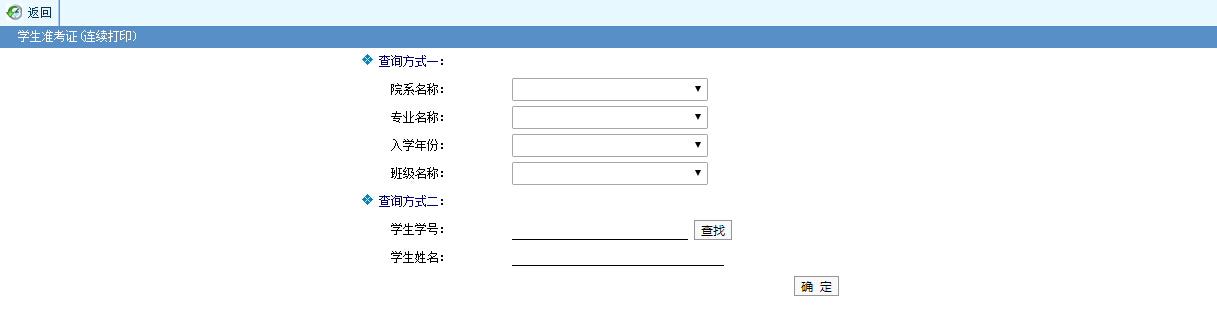 返回
学生准考证(连续打印)
查询方式一：
院系名称：
专业名称：
入学年份：
班级名称：
查询方式二：
学生学号： 查找
学生姓名：
确 定